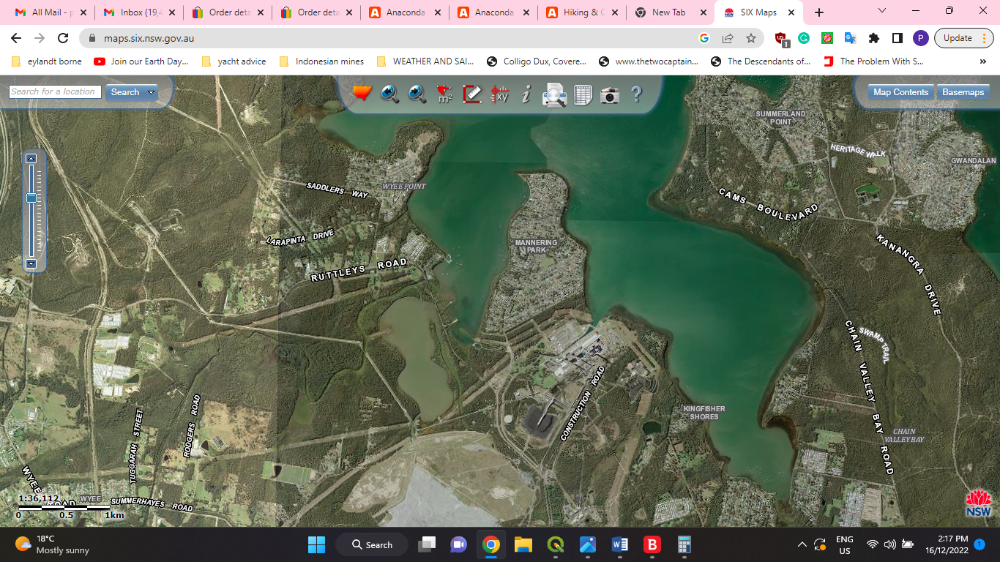 All Mail - p
Inbox (19,4
Order deta
Order deta
Anaconda
Anaconda
Hiking & C
New Tab
SIX Maps
maps.six.nsw.gov.au
1
P
Update
eylandt borne
Join our Earth Day...
yacht advice
Indonesian mines
WEATHER AND SAI...
Colligo Dux, Covere...
www.thetwocaptain...
The Descendants of...
The Problem With S...
»
Search for a location
Search
m²
xy
i
?
Map Contents
Basemaps
SUMMERLAND
POINT
HERITAGE WALK
GWANDALAN
SADDLERS WAY
WYEE POINT
CAMS BOULEVARD
LARAPINTA DRIVE
MANNERING
PARK
KANANGRA DRIVE
RUTTLEYS ROAD
SWAMP TRAIL
CHAIN VALLEY BAY ROAD
CONSTRUCTION ROAD
KINGFISHER
SHORES
CHAIN
VALLEY BAY
RODGERS ROAD
TUGGARAH STREET
WYEE ROAD
WYEE
SUMMERHAYES ROAD
1:36,112
0 0.5 1km
NSW
18°C
Mostly sunny
Search
W
B
ENG
US
2:17 PM
16/12/2022
1